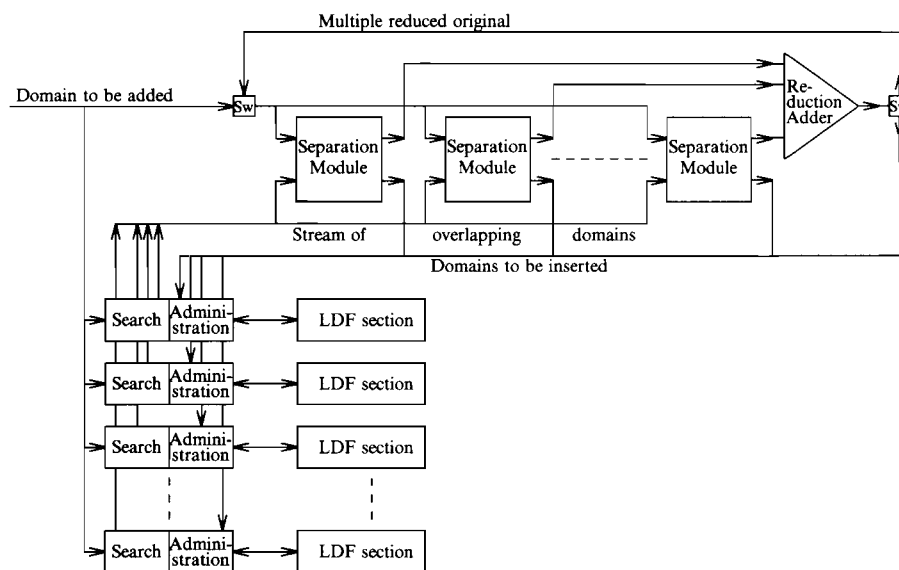 Multiple reduced original
Domain to be added
Sw
Re-
duction
Adder
Separation
Module
Separation
Module
Separation
Module
Stream of overlapping domains
Domains to be inserted
Search
Admini-
stration
LDF section
Search
Admini-
stration
LDF section
Search
Admini-
stration
LDF section
Search
Admini-
stration
LDF section